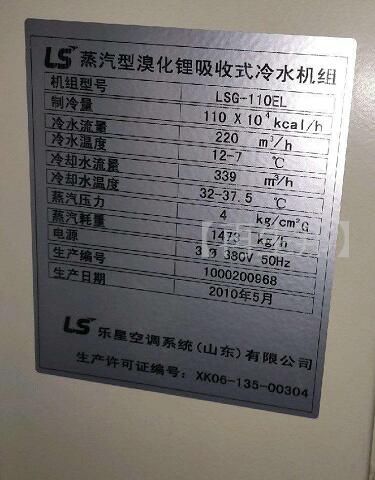 LS 蒸汽型溴化锂吸收式冷水机组
机组型号 LSG-110EL
制冷量 110 X 10⁴ kcal/h
冷水流量 220 m³/h
冷水温度 12-7 ℃
冷却水流量 339 m³/h
冷却水温度 32-37.5 ℃
蒸汽压力 4 kg/cm²G
蒸汽耗量 1473 kg/h
电源 3 Ø 380V 50Hz
生产编号 1000200968
生产日期 2010年5月
LS 乐星空调系统(山东)有限公司
生产许可证编号: XK06-135-00304